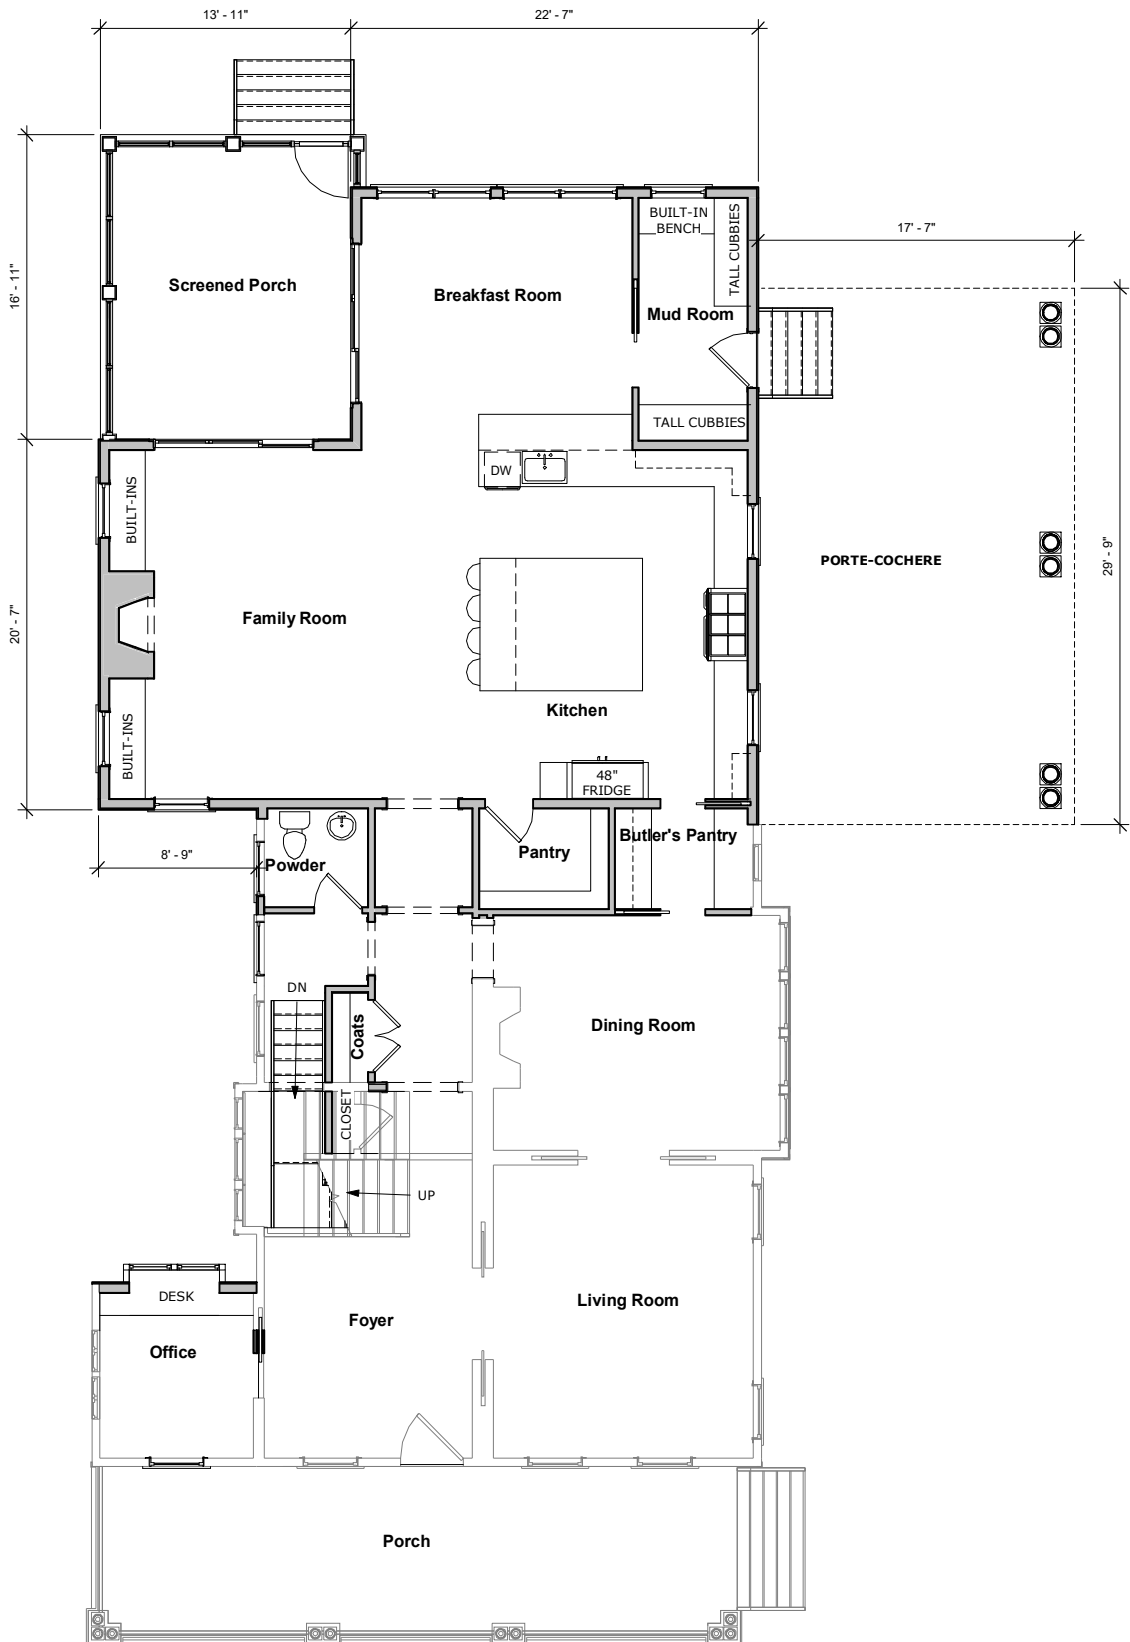 13' - 11"
22' - 7"
17' - 7"
16' - 11"
BUILT-IN
BENCH
TALL CUBBIES
Screened Porch
Breakfast Room
Mud Room
TALL CUBBIES
DW
BUILT-INS
PORTE-COCHERE
29' - 9"
20' - 7"
Family Room
Kitchen
BUILT-INS
48"
FRIDGE
8' - 9"
Powder
Pantry
Butler's Pantry
DN
Coats
Dining Room
CLOSET
UP
DESK
Living Room
Foyer
Office
Porch